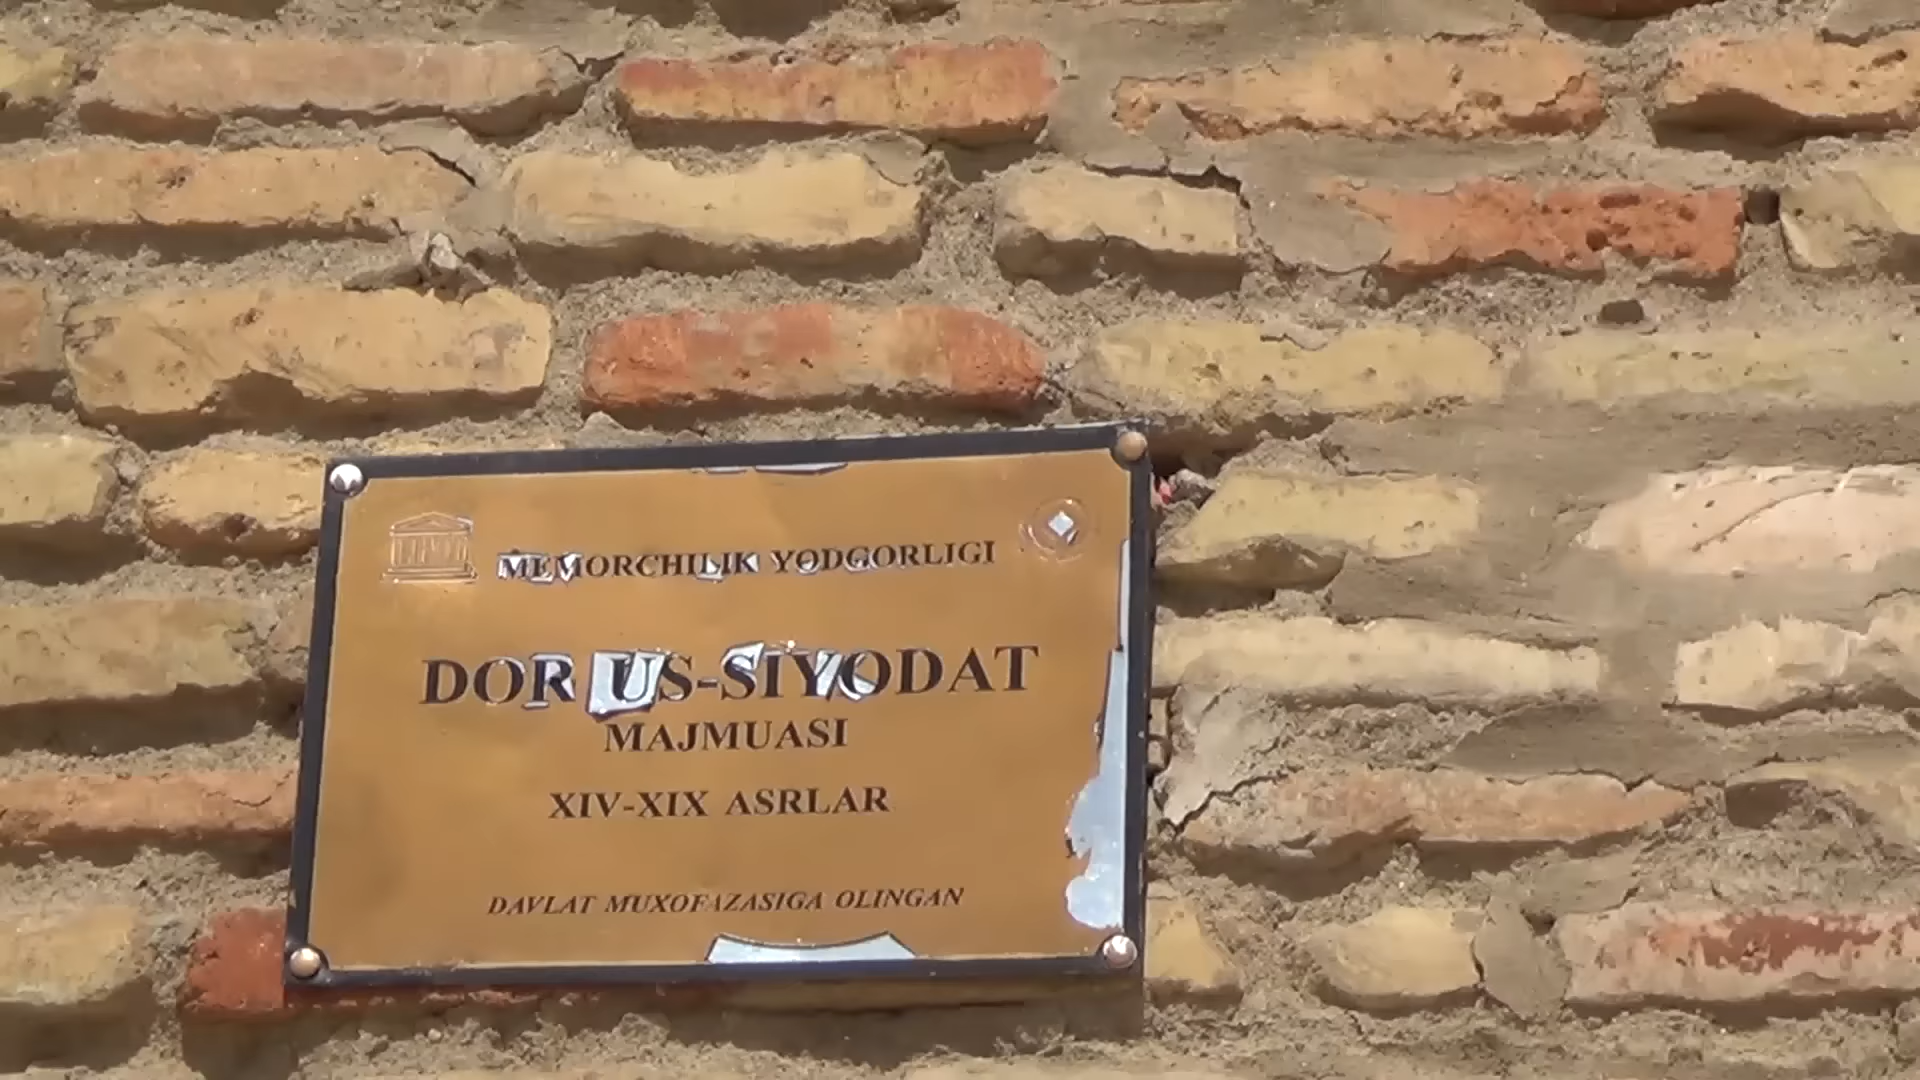 MEMORCHILIK YODGORLIGI
DOR US-SIYODAT
MAJMUASI
XIV-XIX ASRLAR
DAVLAT MUXOFAZASIGA OLINGAN